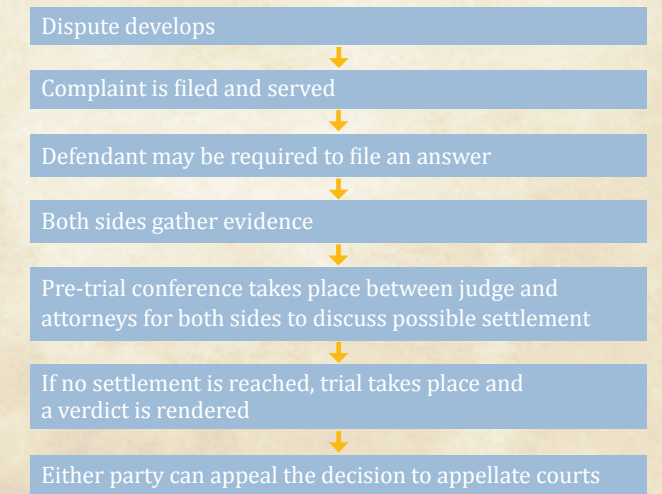 Dispute develops
Complaint is filed and served
Defendant may be required to file an answer
Both sides gather evidence
Pre-trial conference takes place between judge and
attorneys for both sides to discuss possible settlement
If no settlement is reached, trial takes place and
a verdict is rendered
Either party can appeal the decision to appellate courts